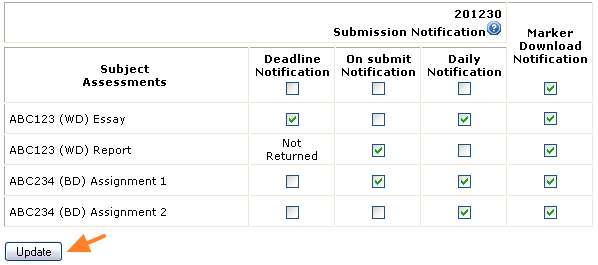 201230
Submission Notification
Marker
Download
Notification
Subject
Assessments
Deadline
Notification
On submit
Notification
Daily
Notification
ABC123 (WD) Essay
ABC123 (WD) Report
Not
Returned
ABC234 (BD) Assignment 1
ABC234 (BD) Assignment 2
Update